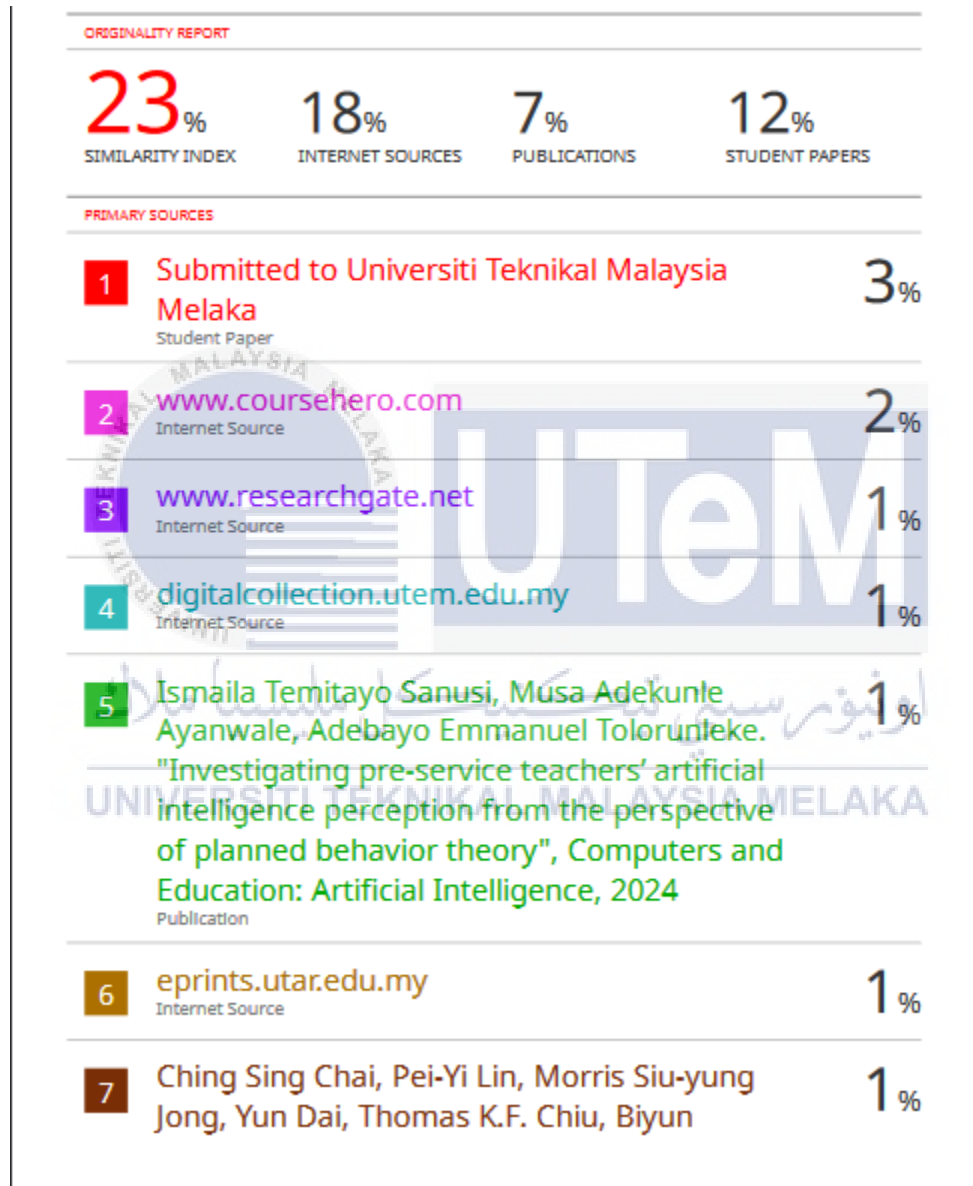 ORIGINALITY REPORT
23%
SIMILARITY INDEX
18%
INTERNET SOURCES
7%
PUBLICATIONS
12%
STUDENT PAPERS
PRIMARY SOURCES
1
Submitted to Universiti Teknikal Malaysia
Melaka
Student Paper
3%
2
www.coursehero.com
Internet Source
2%
3
www.researchgate.net
Internet Source
1%
4
digitalcollection.utem.edu.my
Internet Source
1%
5
Ismaila Temitayo Sanusi, Musa Adekunle
Ayanwale, Adebayo Emmanuel Tolorunleke.
"Investigating pre-service teachers’ artificial
intelligence perception from the perspective
of planned behavior theory", Computers and
Education: Artificial Intelligence, 2024
Publication
1%
6
eprints.utar.edu.my
Internet Source
1%
7
Ching Sing Chai, Pei-Yi Lin, Morris Siu-yung
Jong, Yun Dai, Thomas K.F. Chiu, Biyun
1%
UTeM
UNIVERSITI TEKNIKAL MALAYSIA MELAKA
UNIVERSITI TEKNIKAL MALAYSIA MELAKA